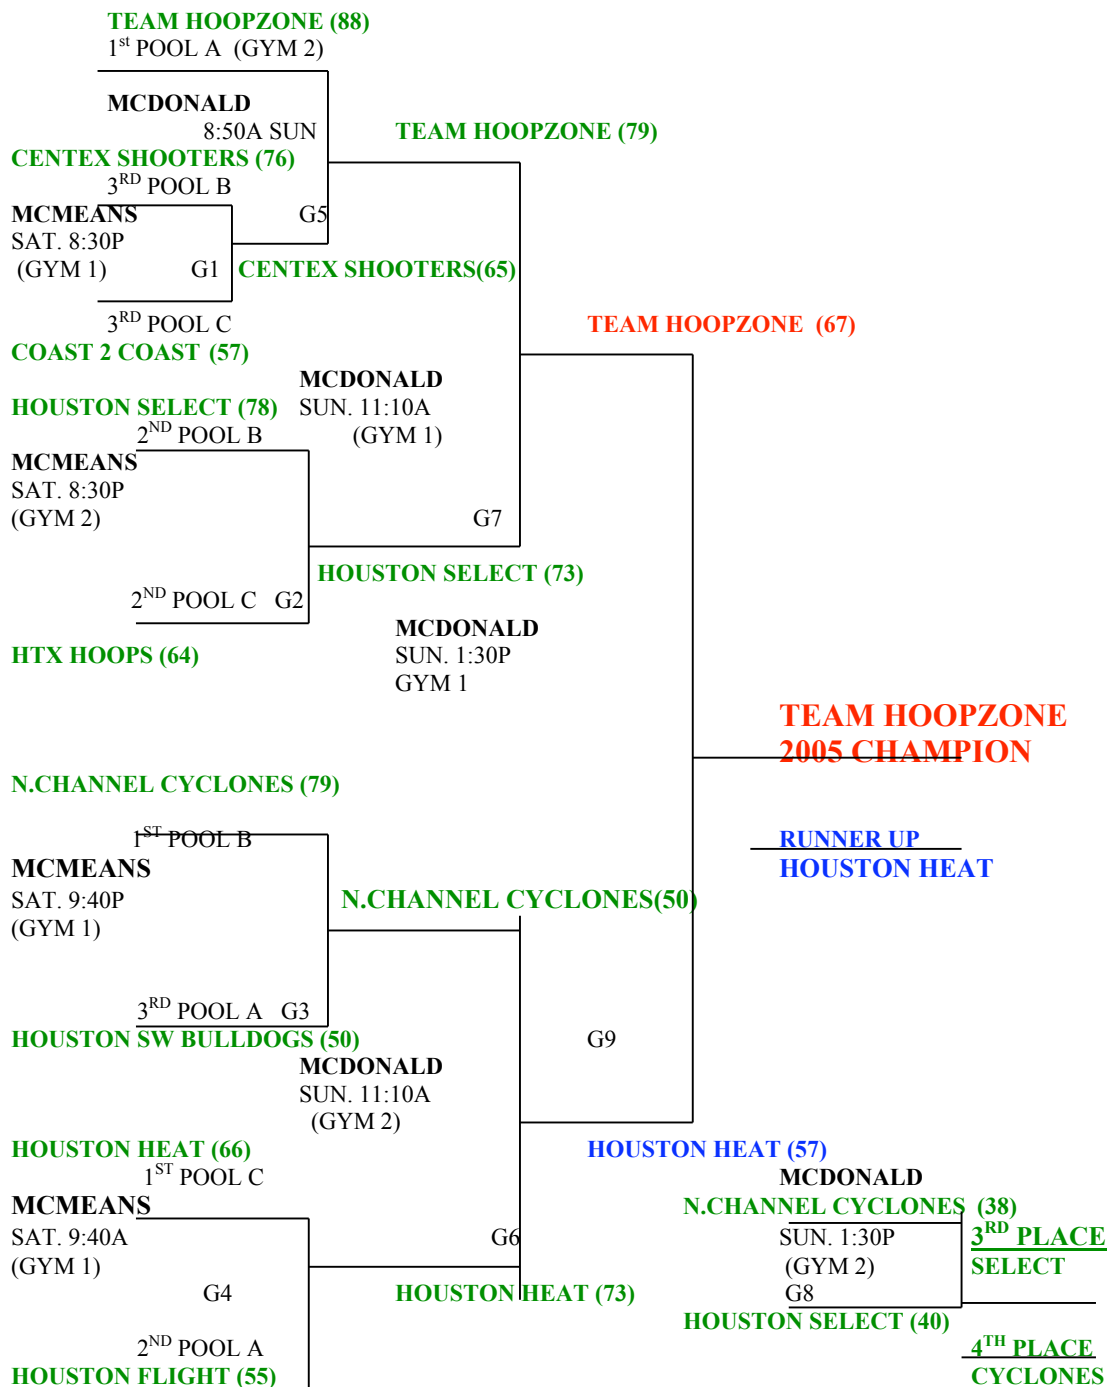 TEAM HOOPZONE (88)
1st POOL A (GYM 2)
MCDONALD
8:50A SUN
TEAM HOOPZONE (79)
CENTEX SHOOTERS (76)
3RD POOL B
MCMEANS
G5
SAT. 8:30P
(GYM 1)
G1
CENTEX SHOOTERS(65)
3RD POOL C
TEAM HOOPZONE (67)
COAST 2 COAST (57)
MCDONALD
HOUSTON SELECT (78)
SUN. 11:10A
2ND POOL B
(GYM 1)
MCMEANS
SAT. 8:30P
(GYM 2)
G7
HOUSTON SELECT (73)
2ND POOL C G2
MCDONALD
HTX HOOPS (64)
SUN. 1:30P
GYM 1
TEAM HOOPZONE
2005 CHAMPION
N.CHANNEL CYCLONES (79)
1ST POOL B
RUNNER UP
MCMEANS
HOUSTON HEAT
SAT. 9:40P
N.CHANNEL CYCLONES(50)
(GYM 1)
3RD POOL A G3
HOUSTON SW BULLDOGS (50)
G9
MCDONALD
SUN. 11:10A
(GYM 2)
HOUSTON HEAT (66)
HOUSTON HEAT (57)
1ST POOL C
MCDONALD
MCMEANS
N.CHANNEL CYCLONES (38)
SAT. 9:40A
G6
SUN. 1:30P
3RD PLACE
(GYM 1)
(GYM 2)
SELECT
G4
HOUSTON HEAT (73)
G8
HOUSTON SELECT (40)
2ND POOL A
4TH PLACE
HOUSTON FLIGHT (55)
CYCLONES